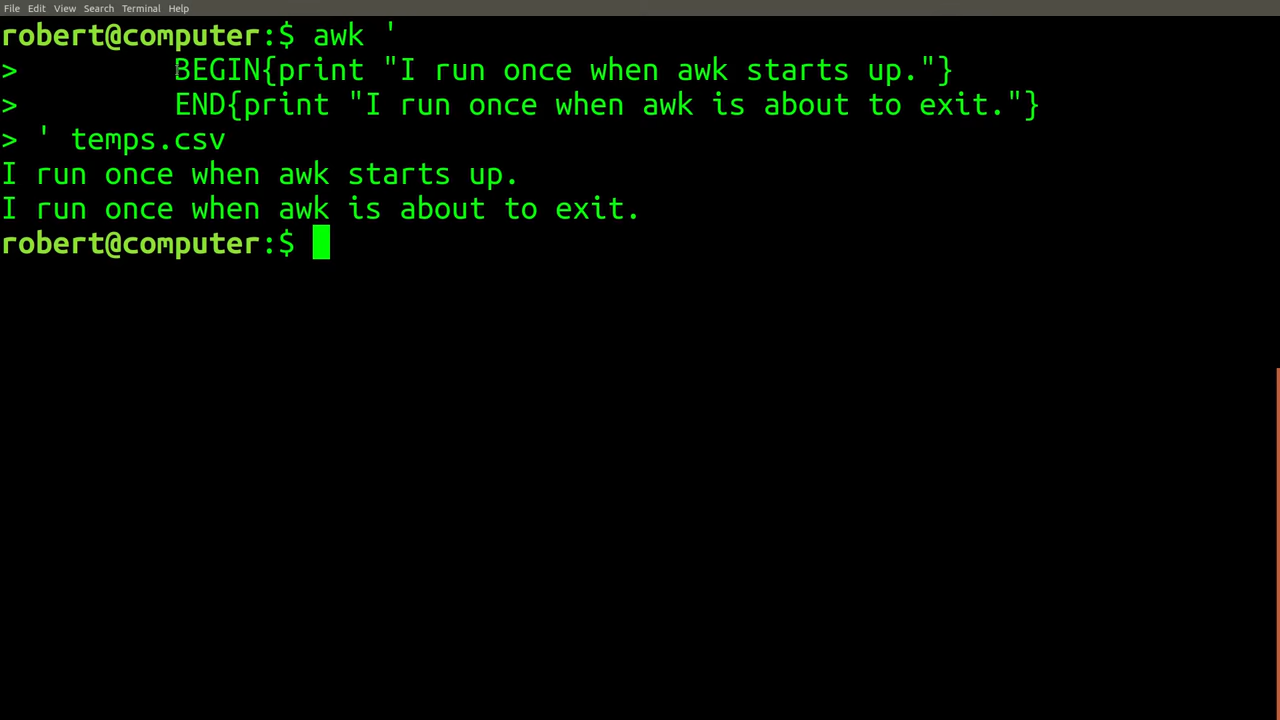 File Edit View Search Terminal Help
robert@computer:$ awk '
> BEGIN{print "I run once when awk starts up."}
> END{print "I run once when awk is about to exit."}
> ' temps.csv
I run once when awk starts up.
I run once when awk is about to exit.
robert@computer:$